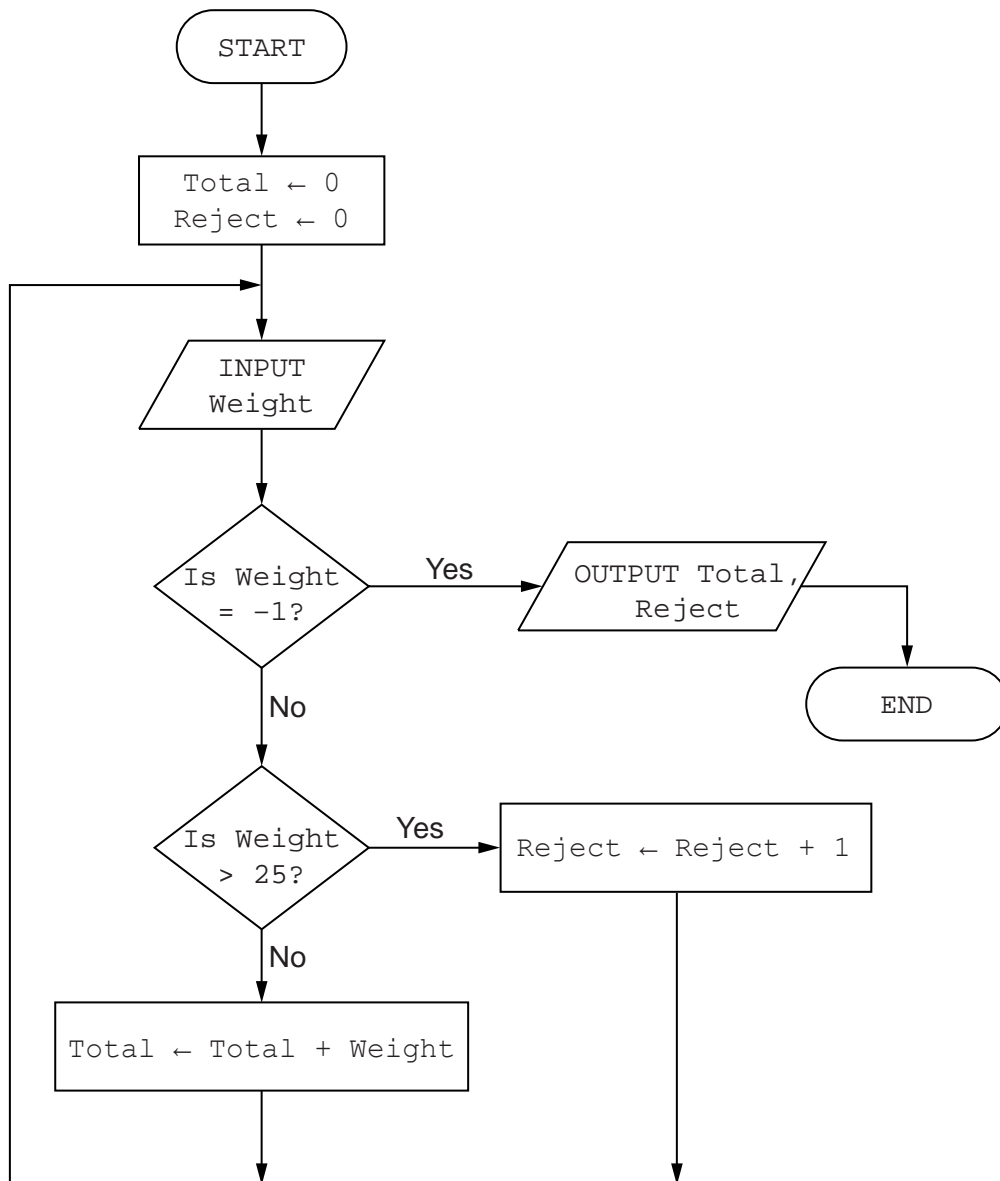 START
Total ← 0
Reject ← 0
INPUT
Weight
Is Weight
= –1?
Yes
OUTPUT Total,
Reject
END
No
Is Weight
> 25?
Yes
Reject ← Reject + 1
No
Total ← Total + Weight